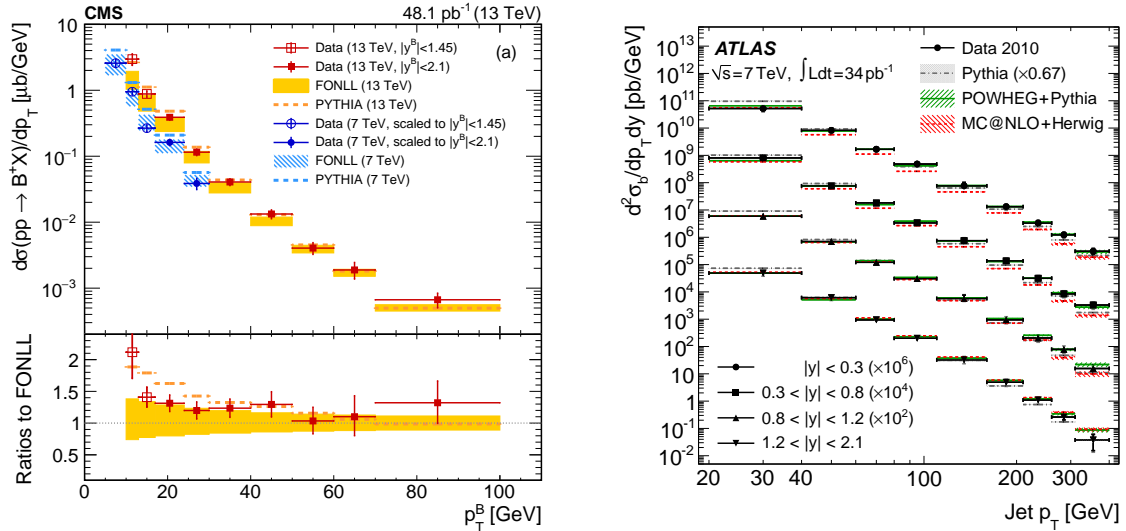 CMS 48.1 pb⁻¹ (13 TeV)
(a)
dσ(pp → B⁺X)/dp_T [μb/GeV]
10
1
10⁻¹
10⁻²
10⁻³
Data (13 TeV, |y^B|<1.45)
Data (13 TeV, |y^B|<2.1)
FONLL (13 TeV)
PYTHIA (13 TeV)
Data (7 TeV, scaled to |y^B|<1.45)
Data (7 TeV, scaled to |y^B|<2.1)
FONLL (7 TeV)
PYTHIA (7 TeV)
Ratios to FONLL
2
1.5
1
0.5
0 20 40 60 80 100
p_T^B [GeV]
ATLAS
√s=7 TeV, ∫Ldt=34 pb⁻¹
Data 2010
Pythia (×0.67)
POWHEG+Pythia
MC@NLO+Herwig
d²σ_b/dp_T dy [pb/GeV]
10¹³
10¹²
10¹¹
10¹⁰
10⁹
10⁸
10⁷
10⁶
10⁵
10⁴
10³
10²
10
1
10⁻¹
10⁻²
|y| < 0.3 (×10⁶)
0.3 < |y| < 0.8 (×10⁴)
0.8 < |y| < 1.2 (×10²)
1.2 < |y| < 2.1
20 30 40 100 200 300
Jet p_T [GeV]